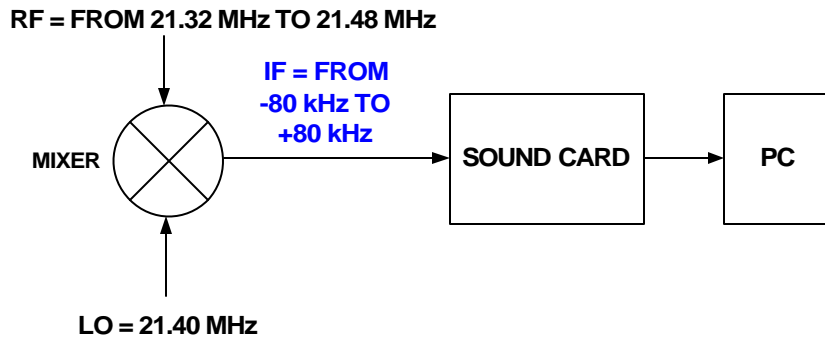 RF = FROM 21.32 MHz TO 21.48 MHz
IF = FROM
-80 kHz TO
+80 kHz
MIXER
SOUND CARD
PC
LO = 21.40 MHz